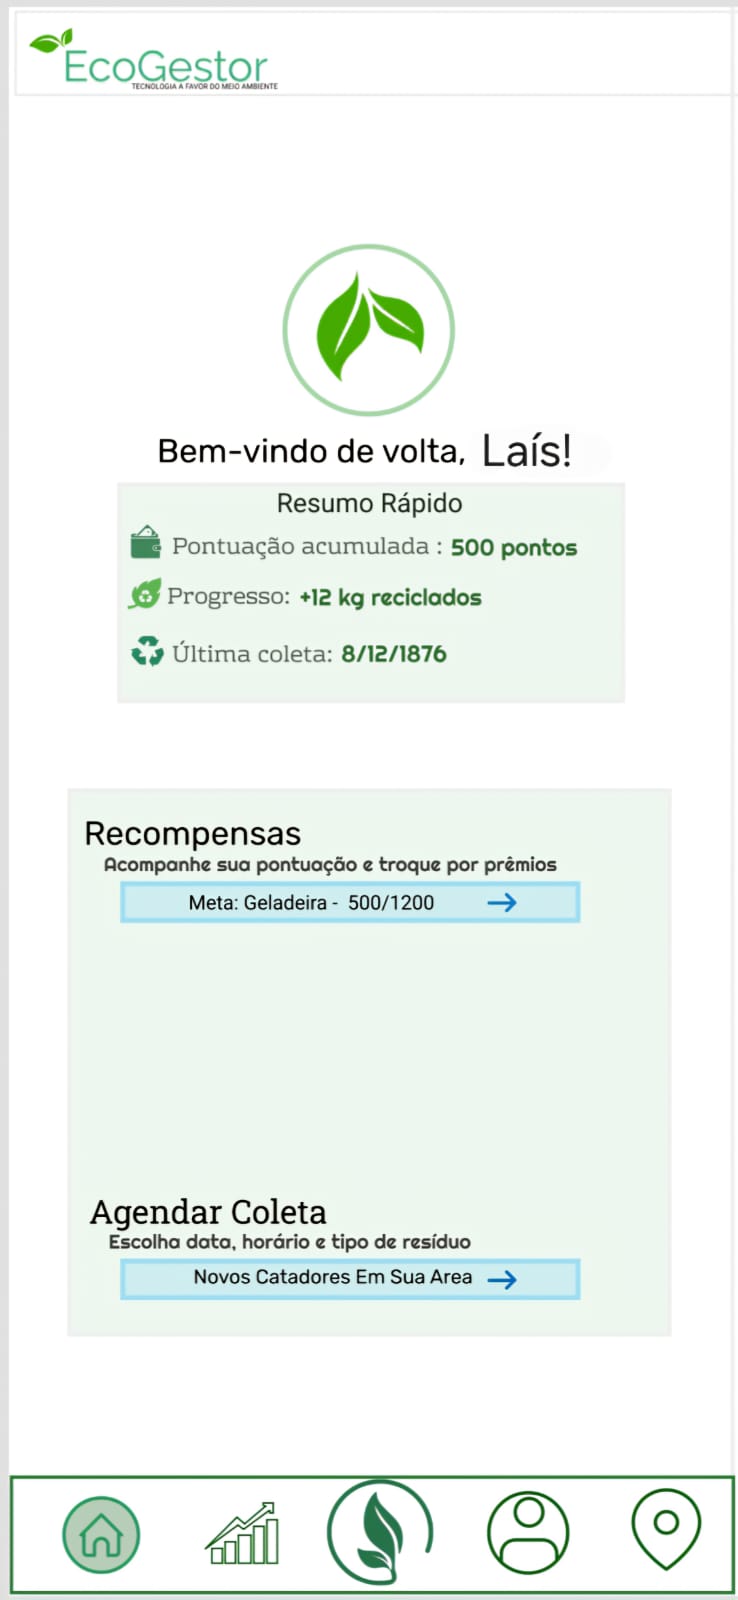 EcoGestor
TECNOLOGIA A FAVOR DO MEIO AMBIENTE
Bem-vindo de volta, Laís!
Resumo Rápido
Pontuação acumulada : 500 pontos
Progresso: +12 kg reciclados
Última coleta: 8/12/1876
Recompensas
Acompanhe sua pontuação e troque por prêmios
Meta: Geladeira - 500/1200
Agendar Coleta
Escolha data, horário e tipo de resíduo
Novos Catadores Em Sua Area